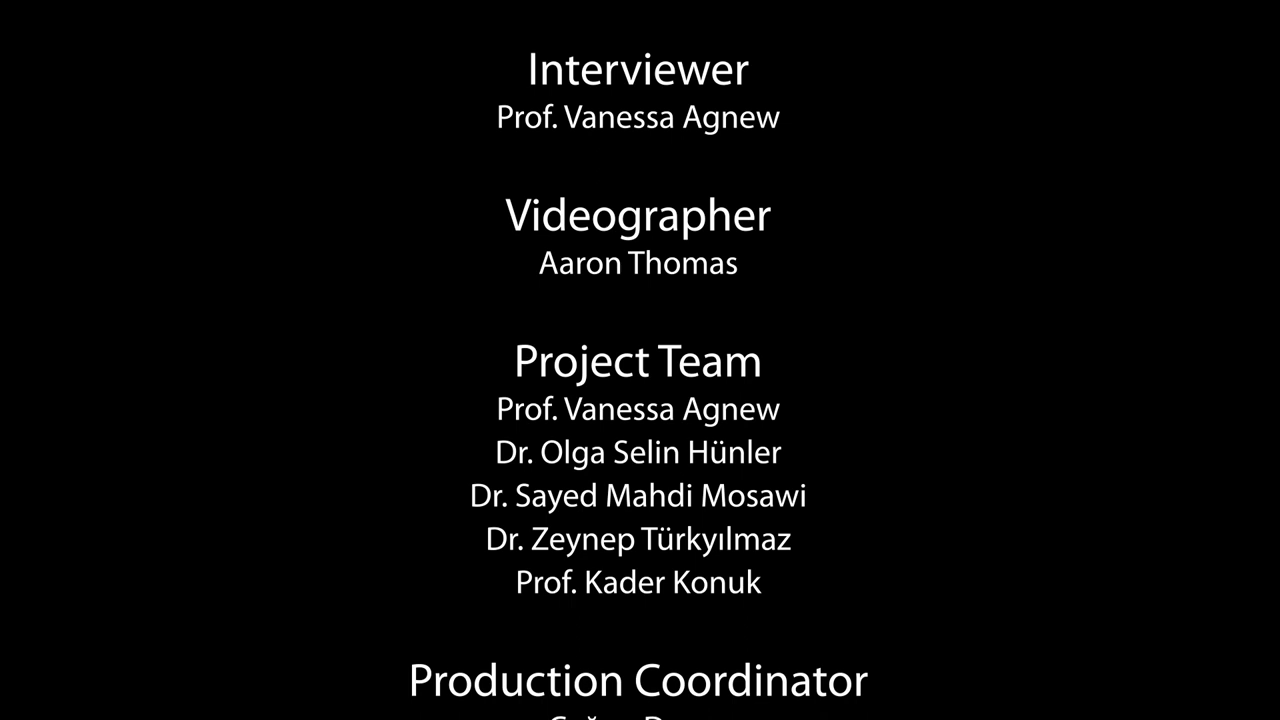 Interviewer
Prof. Vanessa Agnew
Videographer
Aaron Thomas
Project Team
Prof. Vanessa Agnew
Dr. Olga Selin Hünler
Dr. Sayed Mahdi Mosawi
Dr. Zeynep Türkyılmaz
Prof. Kader Konuk
Production Coordinator